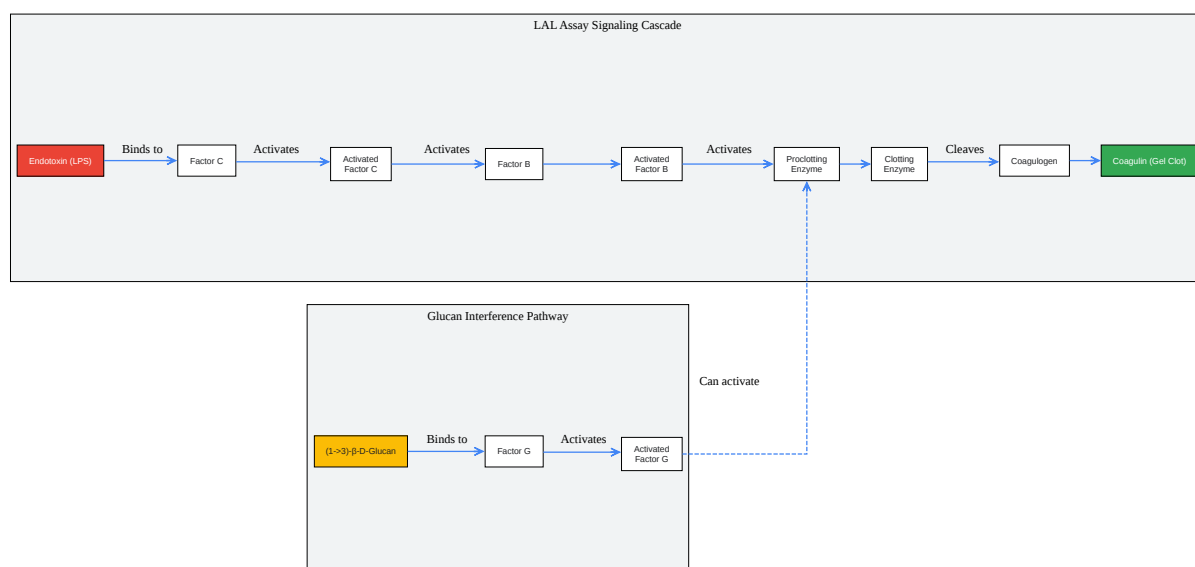 LAL Assay Signaling Cascade
Endotoxin (LPS)
Binds to
Factor C
Activates
Activated
Factor C
Activates
Factor B
Activated
Factor B
Activates
Proclotting
Enzyme
Clotting
Enzyme
Cleaves
Coagulogen
Coagulin (Gel Clot)
Glucan Interference Pathway
Can activate
(1->3)-β-D-Glucan
Binds to
Factor G
Activates
Activated
Factor G